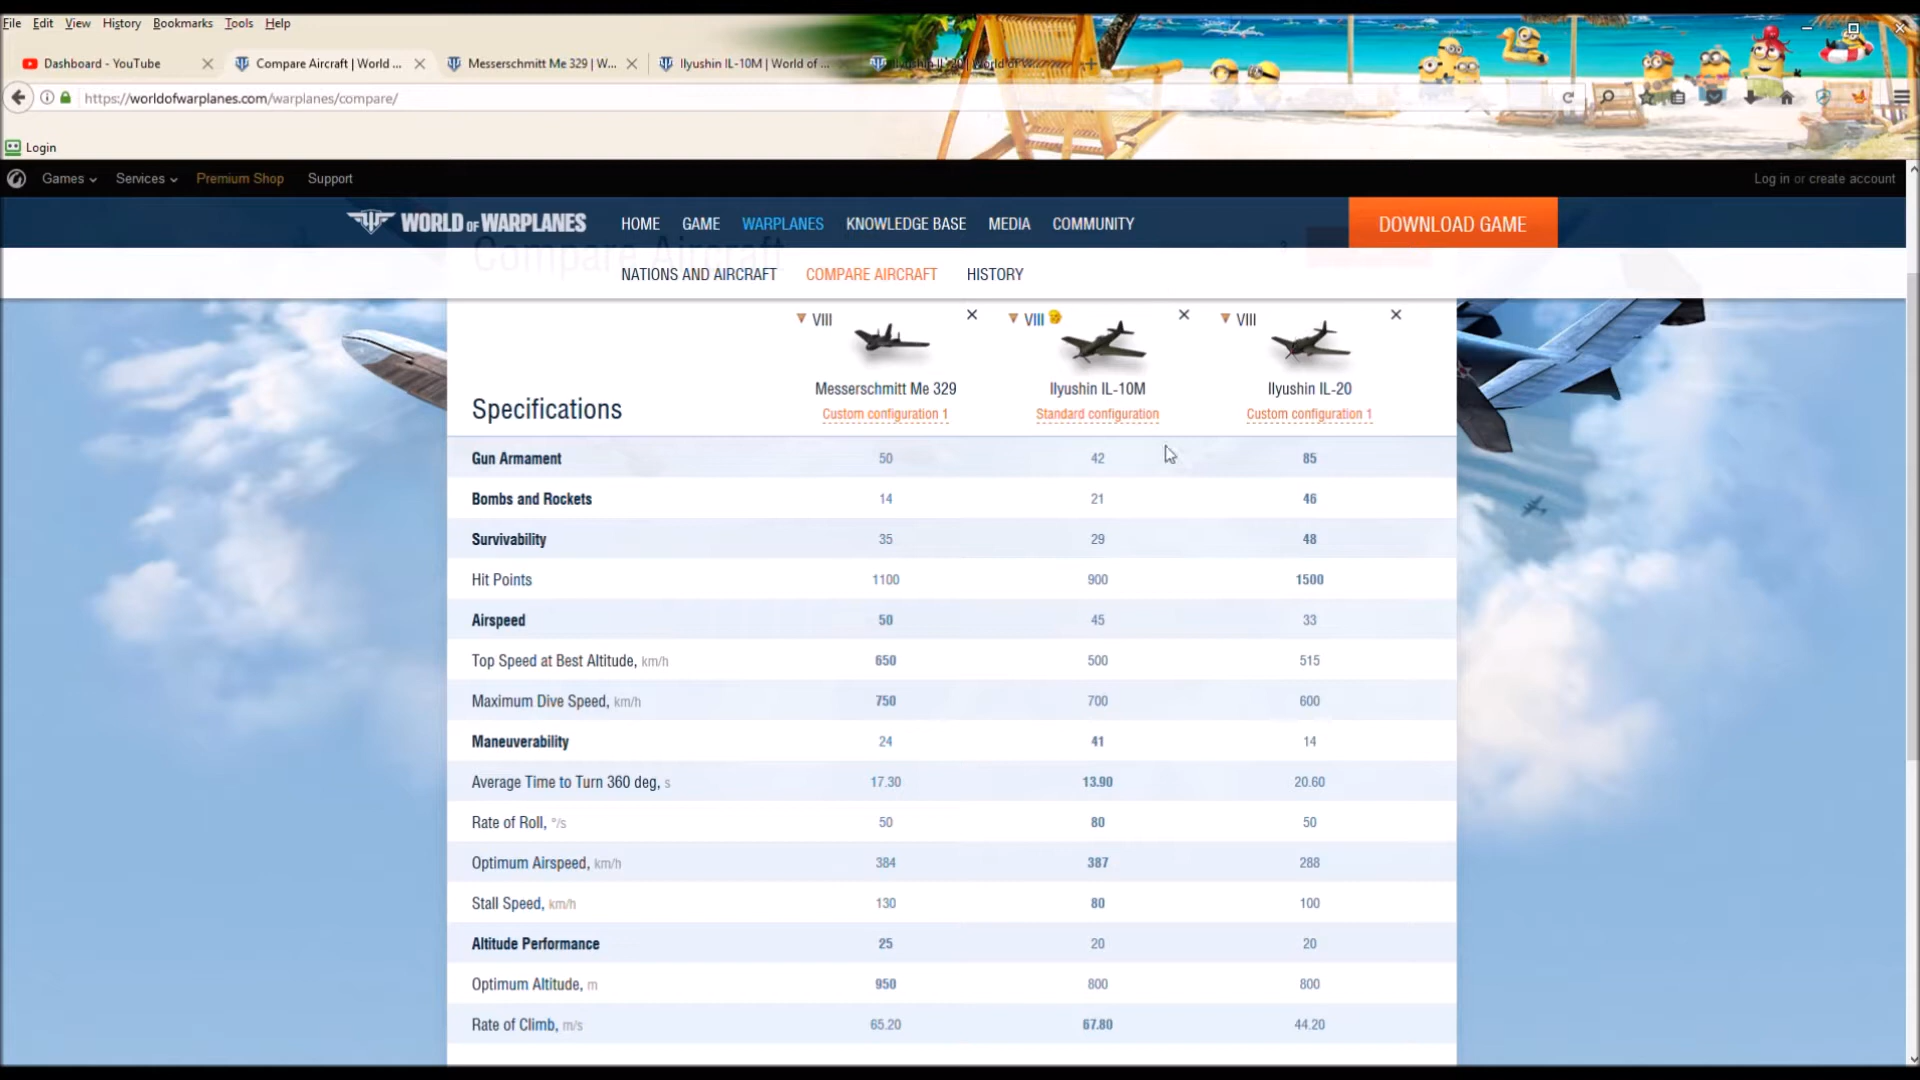 File Edit View History Bookmarks Tools Help
Dashboard - YouTube
Compare Aircraft | World ...
Messerschmitt Me 329 | W...
Ilyushin IL-10M | World of ...
https://worldofwarplanes.com/warplanes/compare/
Login
Games Services Premium Shop Support
Log in or create account
WORLD OF WARPLANES
HOME GAME WARPLANES KNOWLEDGE BASE MEDIA COMMUNITY
DOWNLOAD GAME
Compare Aircraft
NATIONS AND AIRCRAFT COMPARE AIRCRAFT HISTORY
VIII VIII VIII
Messerschmitt Me 329 Ilyushin IL-10M Ilyushin IL-20
Specifications Custom configuration 1 Standard configuration Custom configuration 1
Gun Armament 50 42 85
Bombs and Rockets 14 21 46
Survivability 35 29 48
Hit Points 1100 900 1500
Airspeed 50 45 33
Top Speed at Best Altitude, km/h 650 500 515
Maximum Dive Speed, km/h 750 700 600
Maneuverability 24 41 14
Average Time to Turn 360 deg, s 17.30 13.90 20.60
Rate of Roll, °/s 50 80 50
Optimum Airspeed, km/h 384 387 288
Stall Speed, km/h 130 80 100
Altitude Performance 25 20 20
Optimum Altitude, m 950 800 800
Rate of Climb, m/s 65.20 67.80 44.20